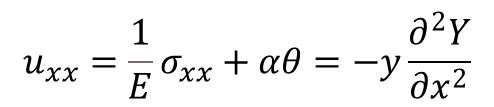 $u_{xx} = \frac{1}{E} \sigma_{xx} + \alpha\theta = -y \frac{\partial^2 Y}{\partial x^2}$